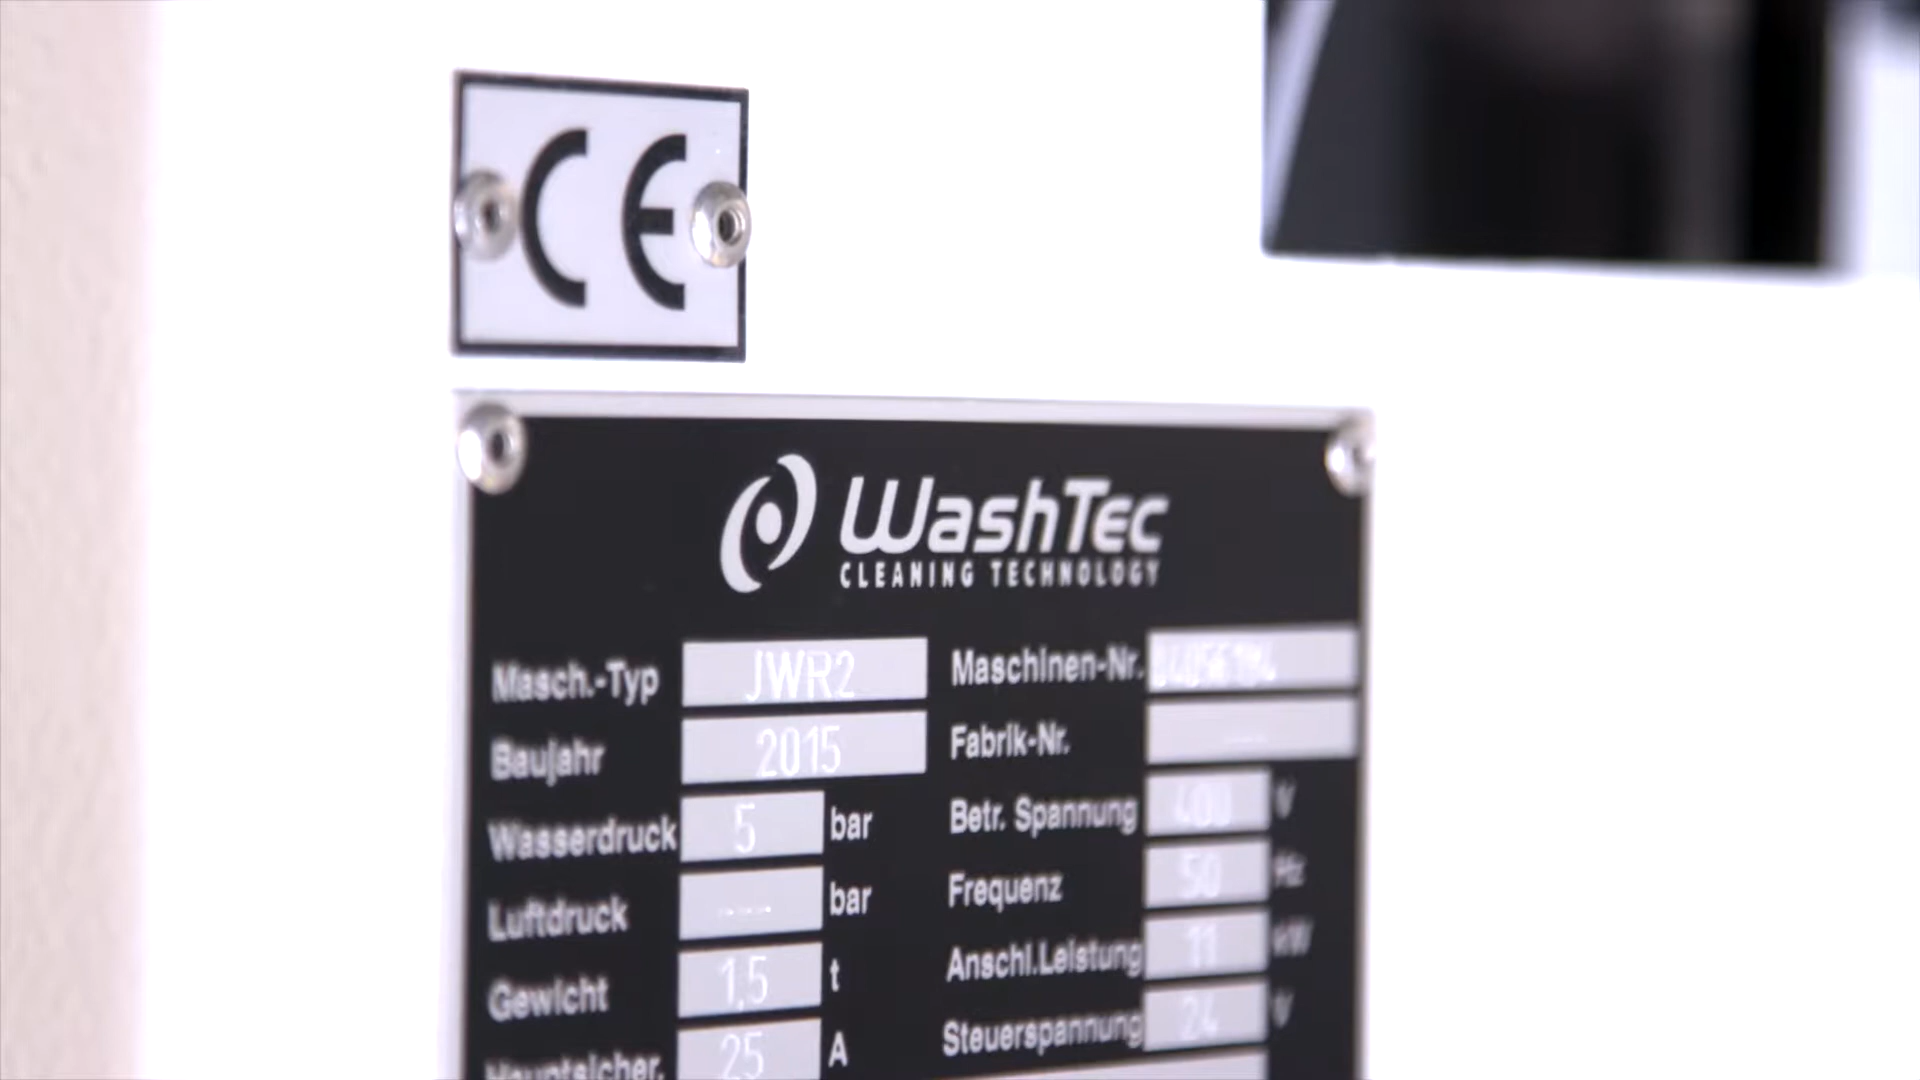 CE
WashTec
CLEANING TECHNOLOGY
Masch.-Typ JWR2 Maschinen-Nr.
Baujahr 2015 Fabrik-Nr. ---
Wasserdruck 5 bar Betr. Spannung 400 V
Luftdruck --- bar Frequenz 50 Hz
Gewicht 1,5 t Anschl.Leistung 11 kW
Hauptsicher. 25 A Steuerspannung 24 V